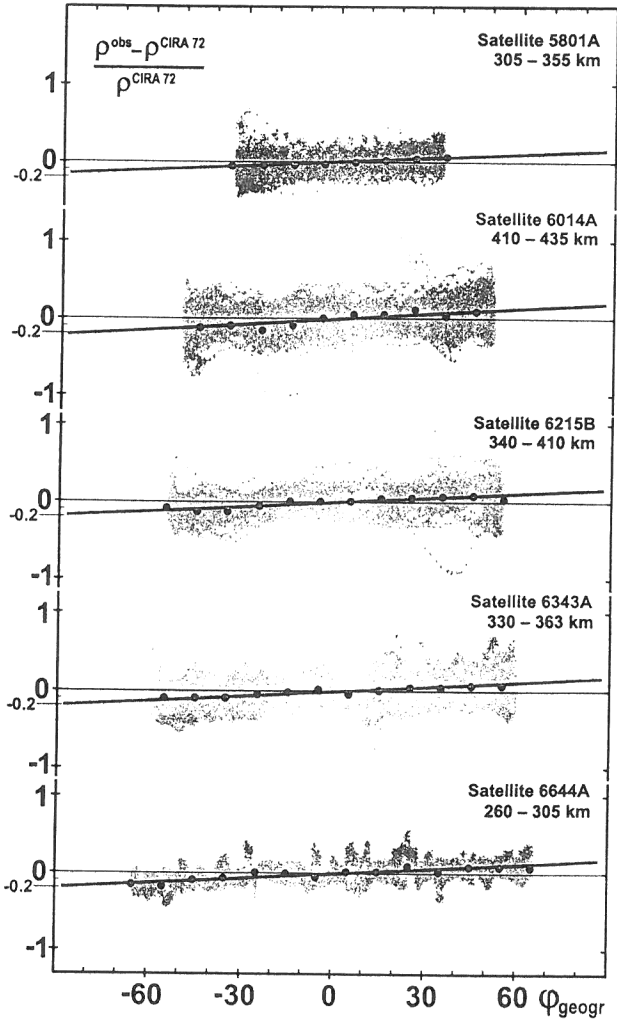 ρobs – ρCIRA 72
ρCIRA 72
Satellite 5801A
305 – 355 km
1
0
-0.2
Satellite 6014A
410 – 435 km
1
0
-0.2
-1
Satellite 6215B
340 – 410 km
1
0
-0.2
-1
Satellite 6343A
330 – 363 km
1
0
-0.2
-1
Satellite 6644A
260 – 305 km
1
0
-0.2
-1
-60 -30 0 30 60 φgeogr